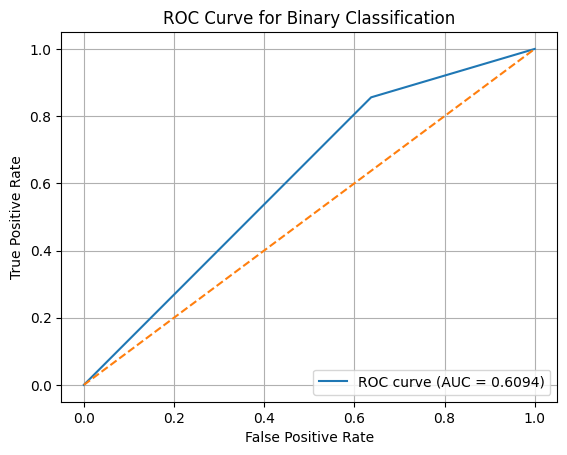 ROC Curve for Binary Classification
True Positive Rate
1.0
0.8
0.6
0.4
0.2
0.0
ROC curve (AUC = 0.6094)
0.0 0.2 0.4 0.6 0.8 1.0
False Positive Rate